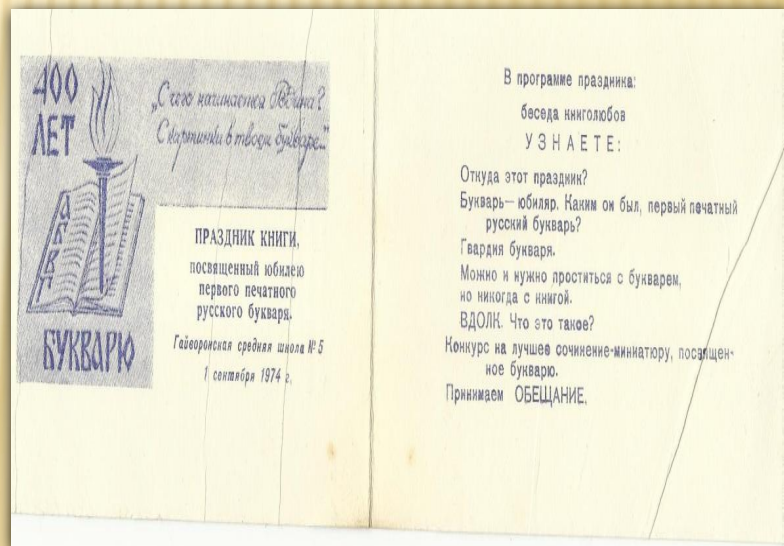 400
ЛЕТ
„С чего начинается Родина?
С картинки в твоем букваре..."
А Б В Г
БУКВАРЮ
ПРАЗДНИК КНИГИ,
посвященный юбилею
первого печатного
русского букваря.
Гайворонская средняя школа № 5
1 сентября 1974 г.
В программе праздника:
беседа книголюбов
УЗНАЕТЕ:
Откуда этот праздник?
Букварь — юбиляр. Каким он был, первый печатный
русский букварь?
Гвардия букваря.
Можно и нужно проститься с букварем,
но никогда с книгой.
ВДОЛК. Что это такое?
Конкурс на лучшее сочинение-миниатюру, посвящен-
ное букварю.
Принимаем ОБЕЩАНИЕ.